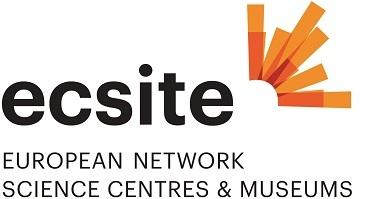 ecsite
EUROPEAN NETWORK
SCIENCE CENTRES & MUSEUMS